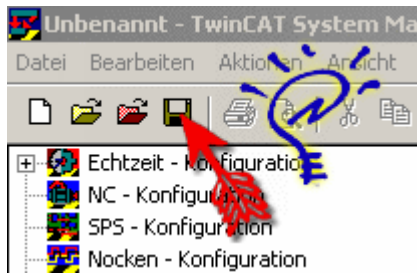 Unbenannt - TwinCAT System Ma
Datei Bearbeiten Aktionen Ansicht
Echtzeit - Konfiguration
NC - Konfiguration
SPS - Konfiguration
Nocken - Konfiguration